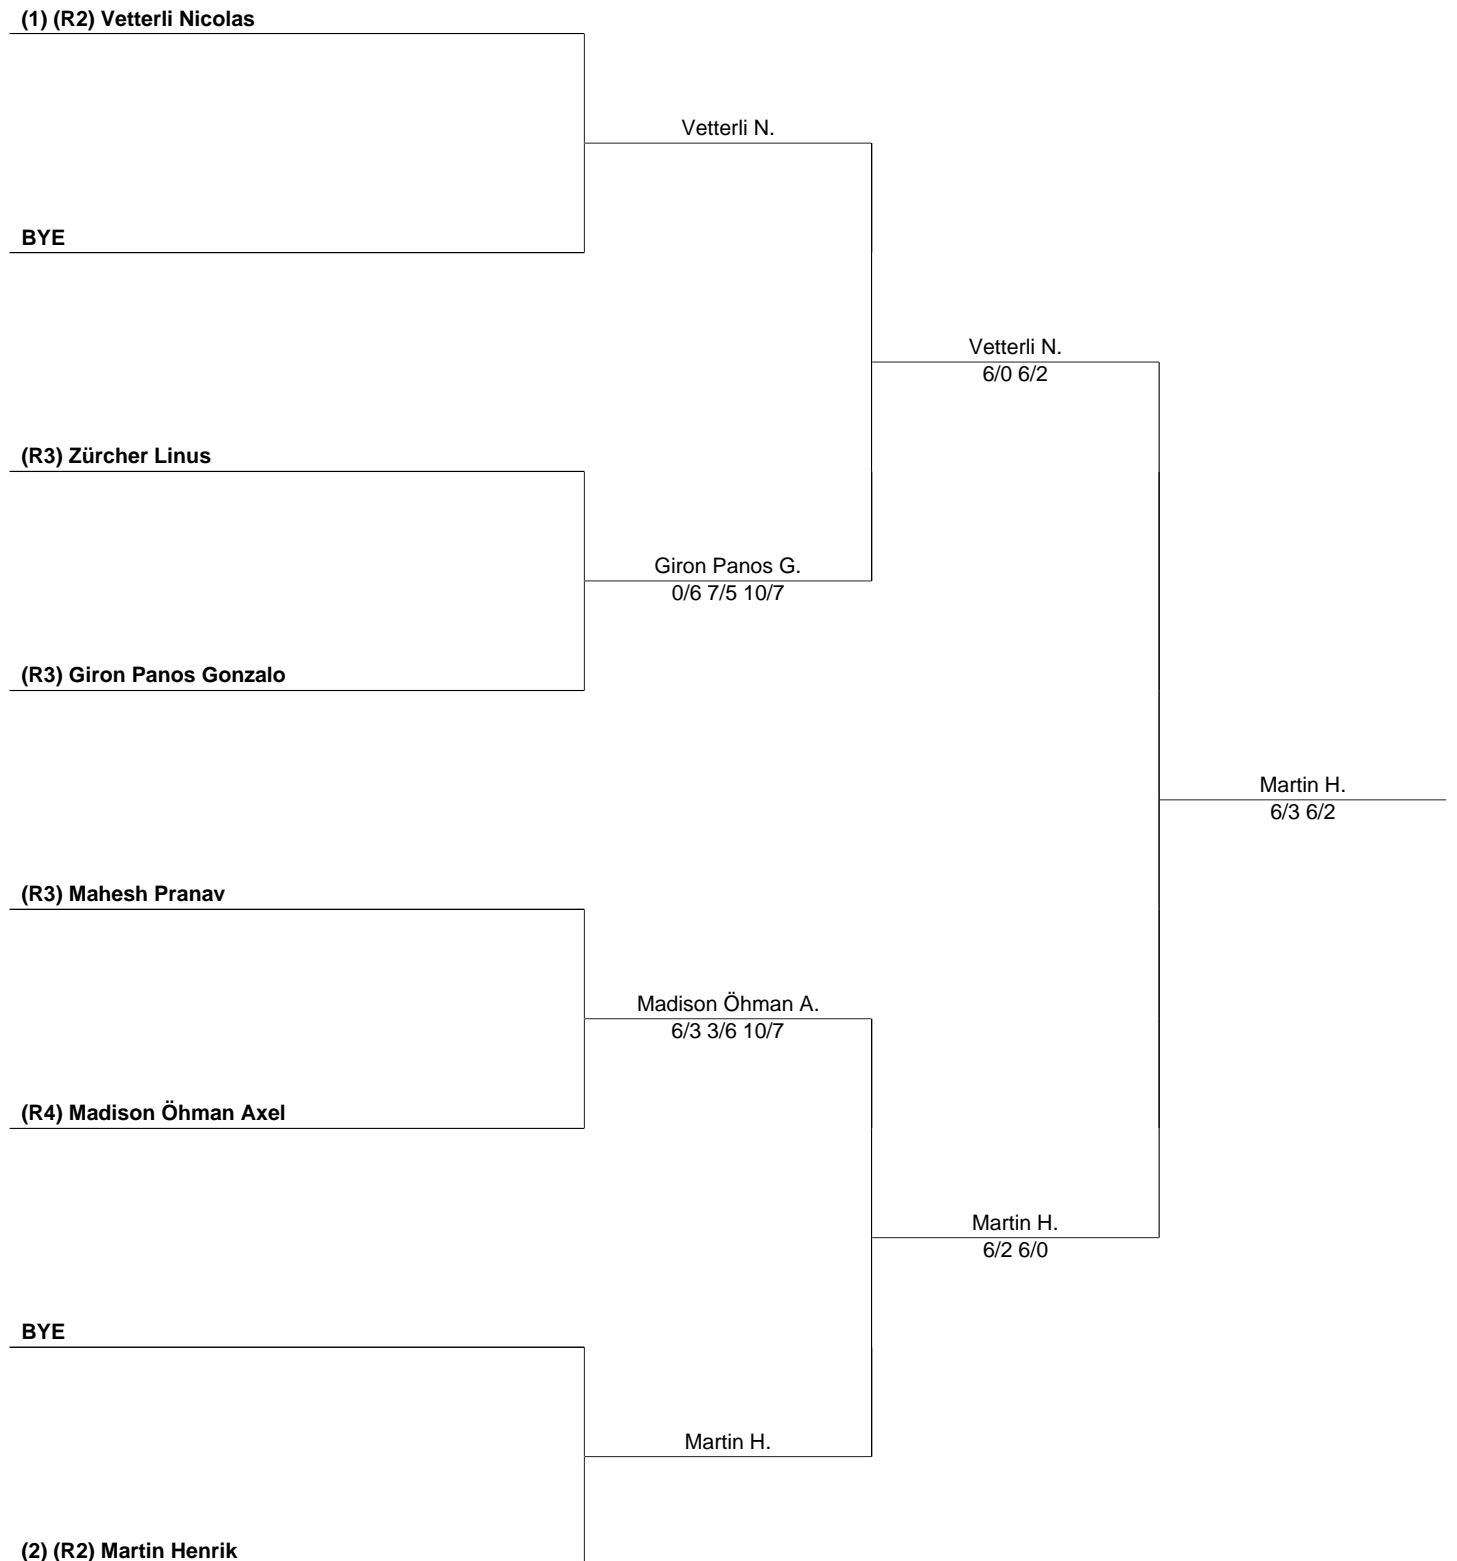 (1) (R2) Vetterli Nicolas
Vetterli N.
BYE
Vetterli N.
6/0 6/2
(R3) Zürcher Linus
Giron Panos G.
0/6 7/5 10/7
(R3) Giron Panos Gonzalo
Martin H.
6/3 6/2
(R3) Mahesh Pranav
Madison Öhman A.
6/3 3/6 10/7
(R4) Madison Öhman Axel
Martin H.
6/2 6/0
BYE
Martin H.
(2) (R2) Martin Henrik